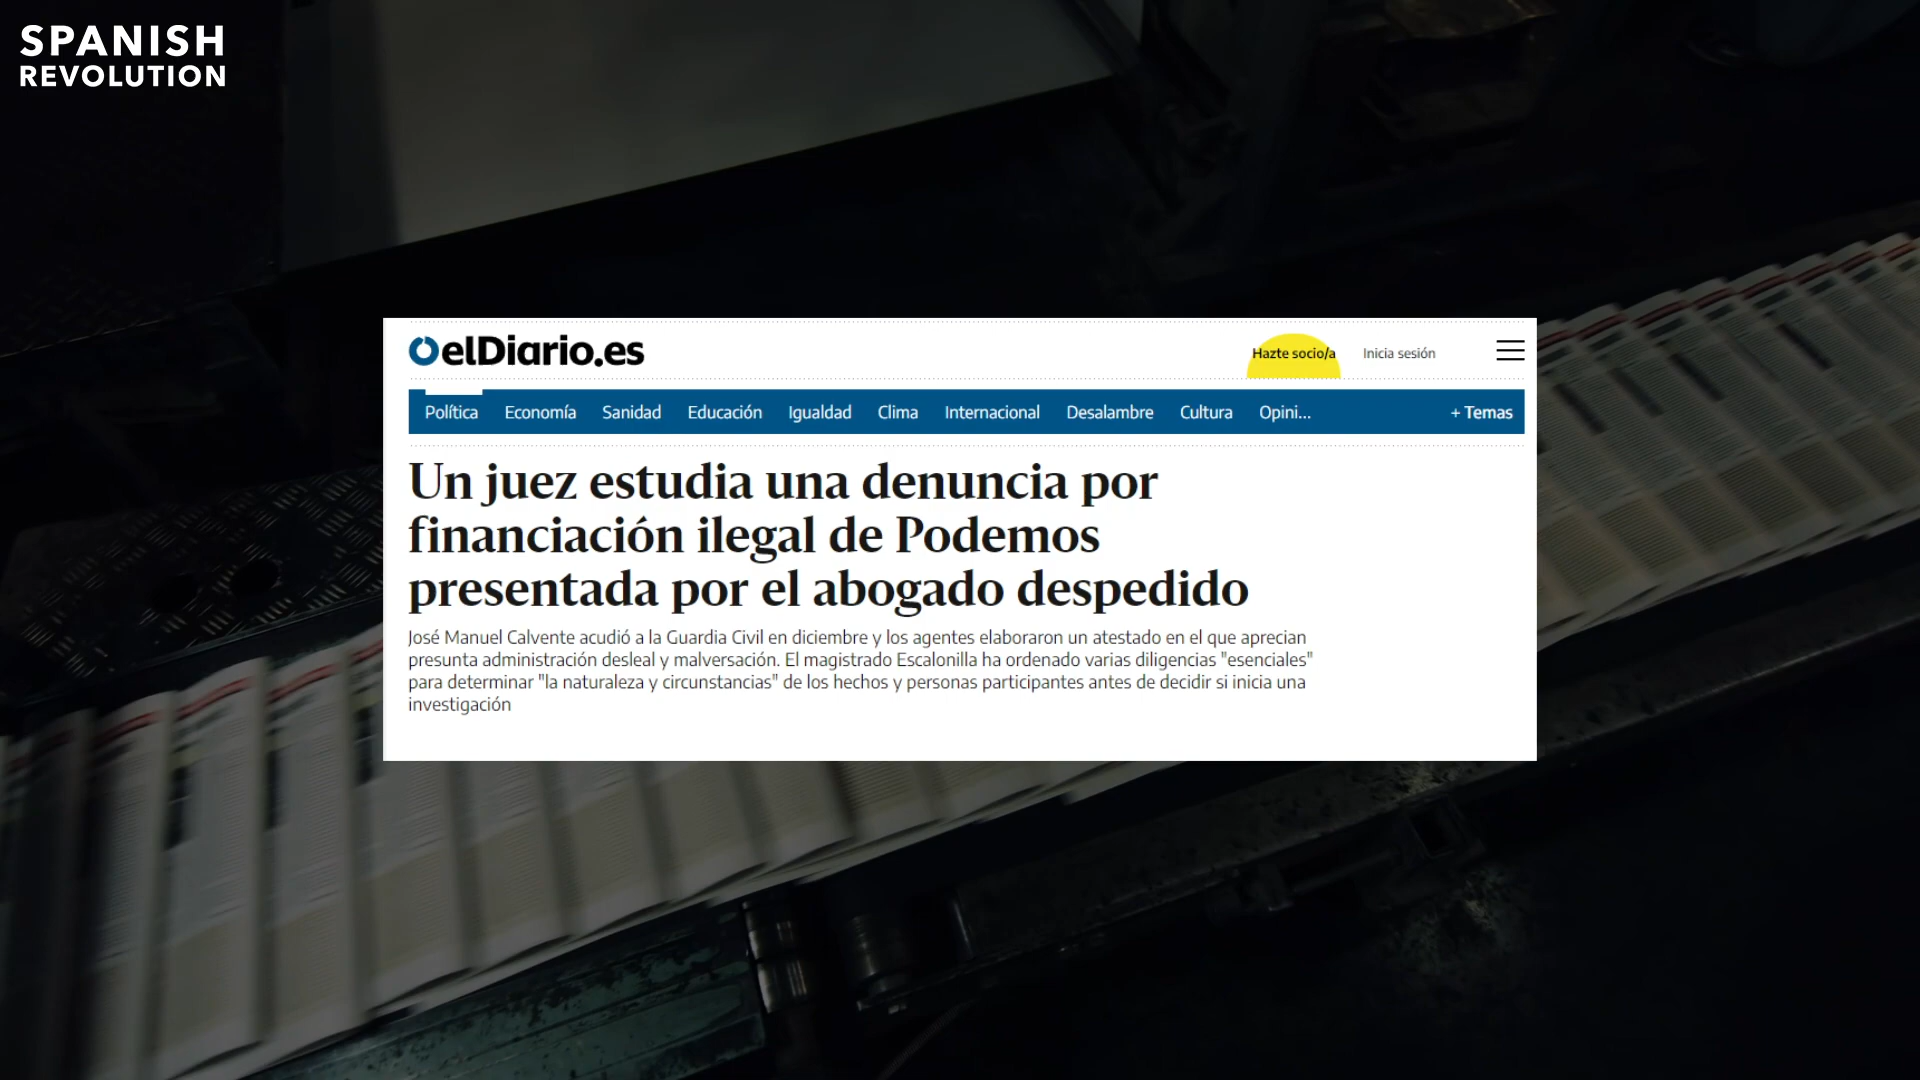 SPANISH
REVOLUTION
elDiario.es
Hazte socio/a
Inicia sesión
Política Economía Sanidad Educación Igualdad Clima Internacional Desalambre Cultura Opini... + Temas
Un juez estudia una denuncia por
financiación ilegal de Podemos
presentada por el abogado despedido
José Manuel Calvente acudió a la Guardia Civil en diciembre y los agentes elaboraron un atestado en el que aprecian
presunta administración desleal y malversación. El magistrado Escalonilla ha ordenado varias diligencias "esenciales"
para determinar "la naturaleza y circunstancias" de los hechos y personas participantes antes de decidir si inicia una
investigación